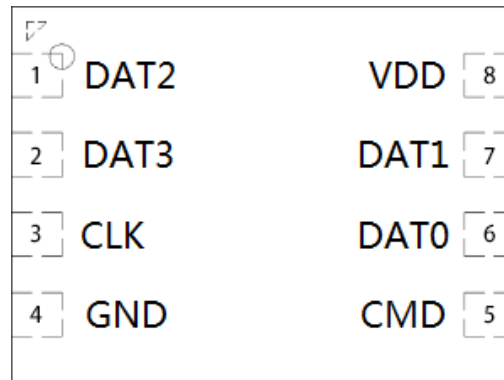 1 DAT2 VDD 8
2 DAT3 DAT1 7
3 CLK DAT0 6
4 GND CMD 5